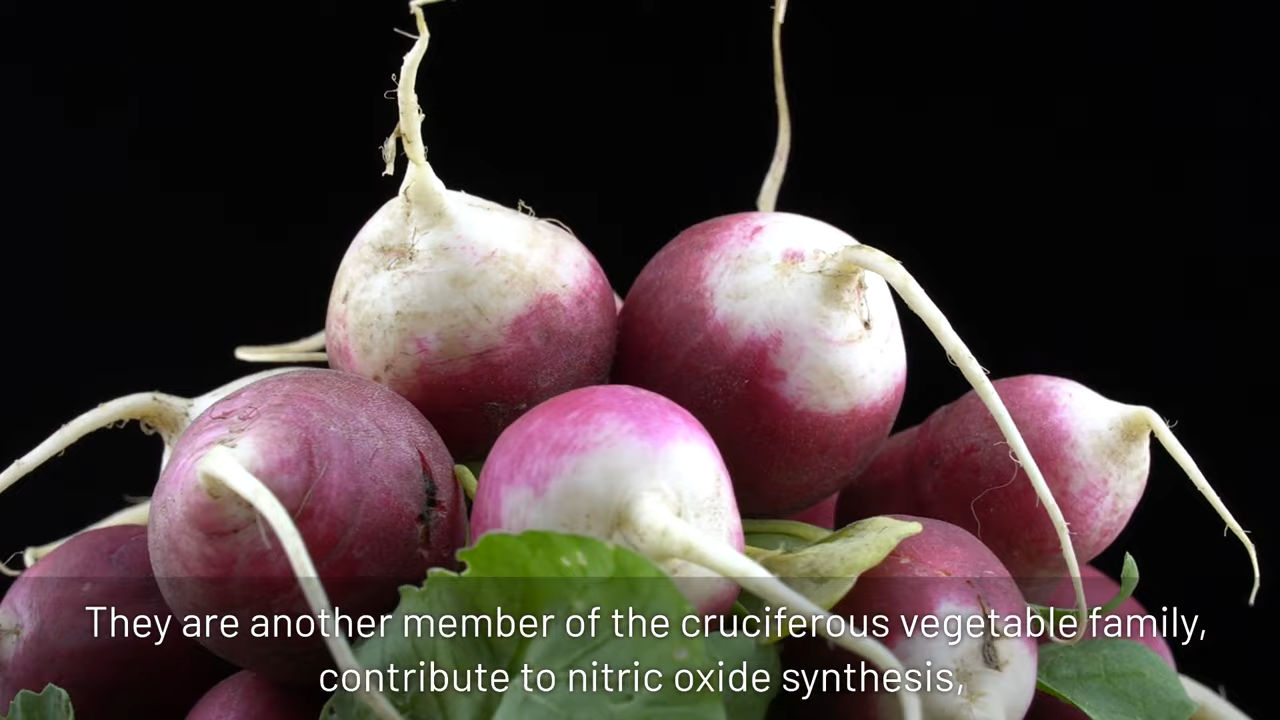 They are another member of the cruciferous vegetable family,
contribute to nitric oxide synthesis,